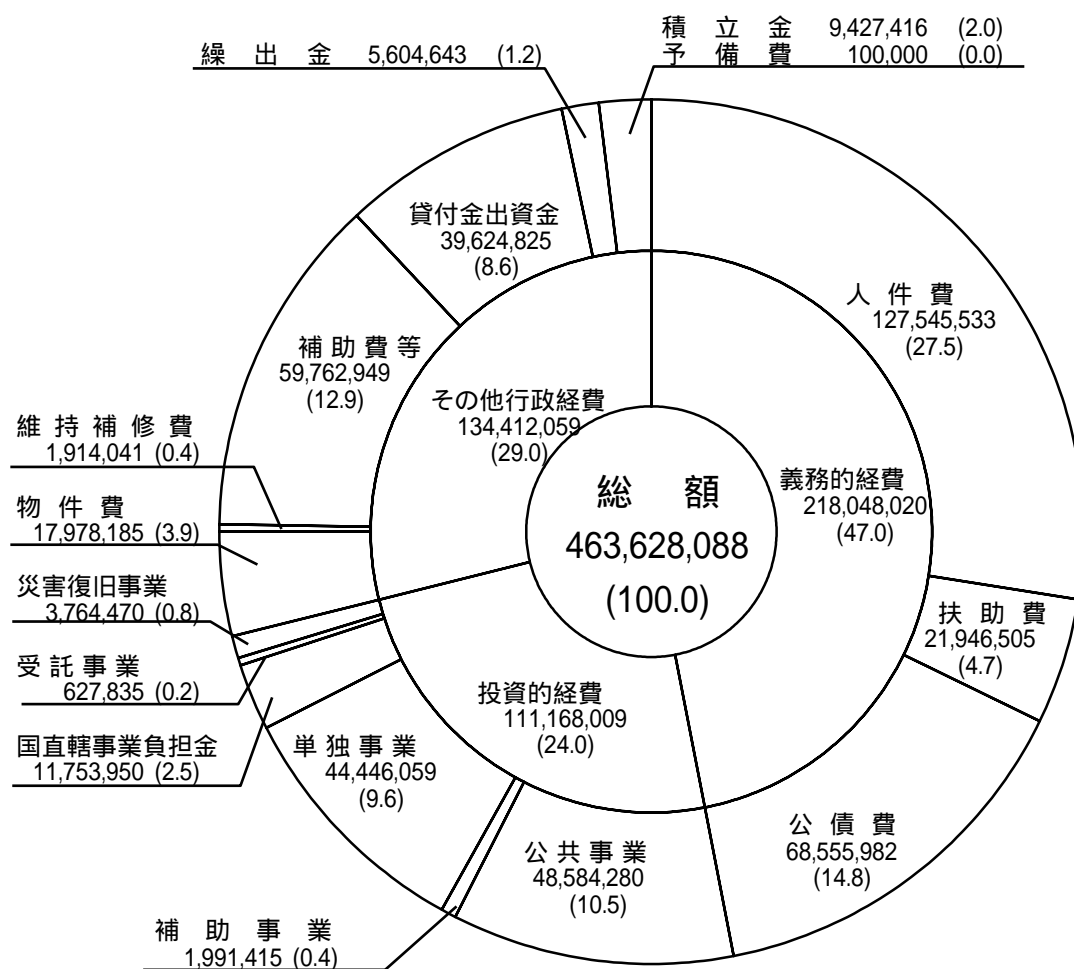 積立金 9,427,416 (2.0)
予備費 100,000 (0.0)
繰出金 5,604,643 (1.2)
貸付金出資金
39,624,825
(8.6)
人件費
127,545,533
(27.5)
補助費等
59,762,949
(12.9)
その他行政経費
134,412,059
(29.0)
維持補修費
1,914,041 (0.4)
総額
463,628,088
(100.0)
義務的経費
218,048,020
(47.0)
物件費
17,978,185 (3.9)
災害復旧事業
3,764,470 (0.8)
扶助費
21,946,505
(4.7)
受託事業
627,835 (0.2)
投資的経費
111,168,009
(24.0)
国直轄事業負担金
11,753,950 (2.5)
単独事業
44,446,059
(9.6)
公債費
68,555,982
(14.8)
公共事業
48,584,280
(10.5)
補助事業
1,991,415 (0.4)